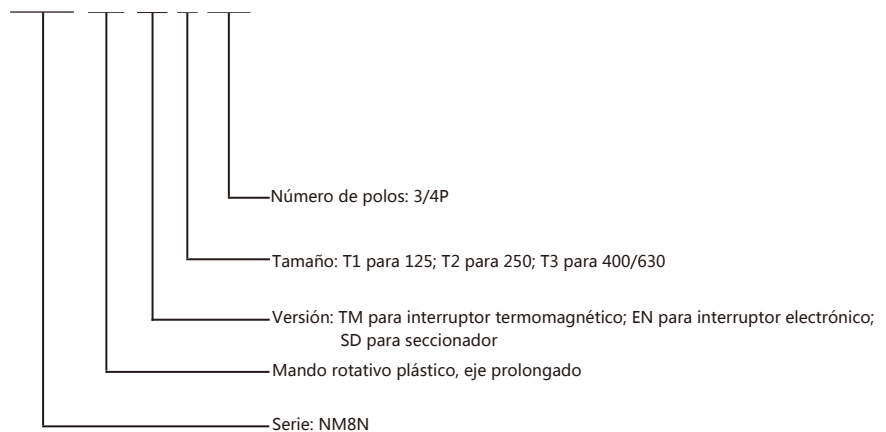 Número de polos: 3/4P
Tamaño: T1 para 125; T2 para 250; T3 para 400/630
Versión: TM para interruptor termomagnético; EN para interruptor electrónico;
SD para seccionador
Mando rotativo plástico, eje prolongado
Serie: NM8N